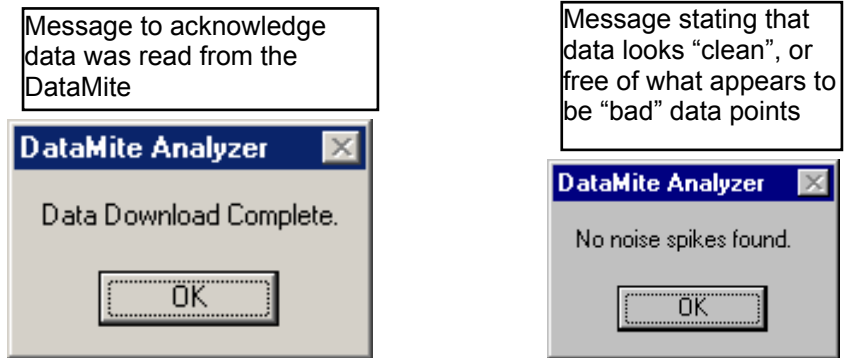 Message to acknowledge
data was read from the
DataMite
DataMite Analyzer
Data Download Complete.
OK
Message stating that
data looks “clean”, or
free of what appears to
be “bad” data points
DataMite Analyzer
No noise spikes found.
OK